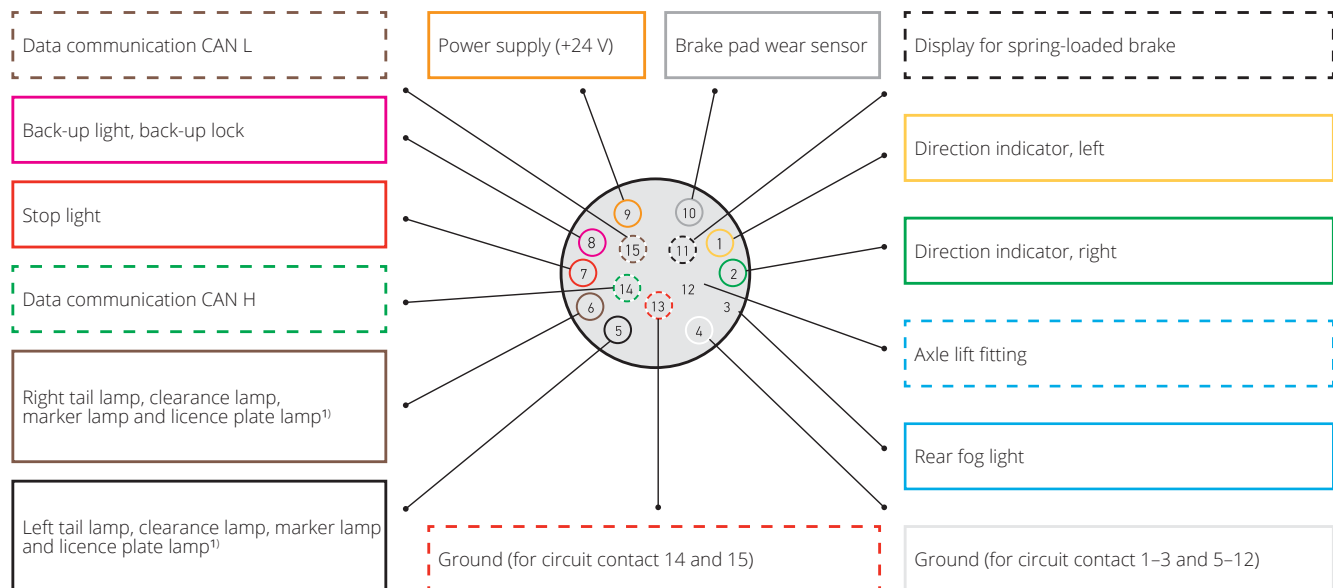 Data communication CAN L
Power supply (+24 V)
Brake pad wear sensor
Display for spring-loaded brake
Back-up light, back-up lock
Direction indicator, left
Stop light
Direction indicator, right
Data communication CAN H
Axle lift fitting
Right tail lamp, clearance lamp,
marker lamp and licence plate lamp¹⁾
Rear fog light
Left tail lamp, clearance lamp, marker lamp
and licence plate lamp¹⁾
Ground (for circuit contact 14 and 15)
Ground (for circuit contact 1–3 and 5–12)
9
10
8
15
11
1
7
2
14
12
6
13
3
5
4